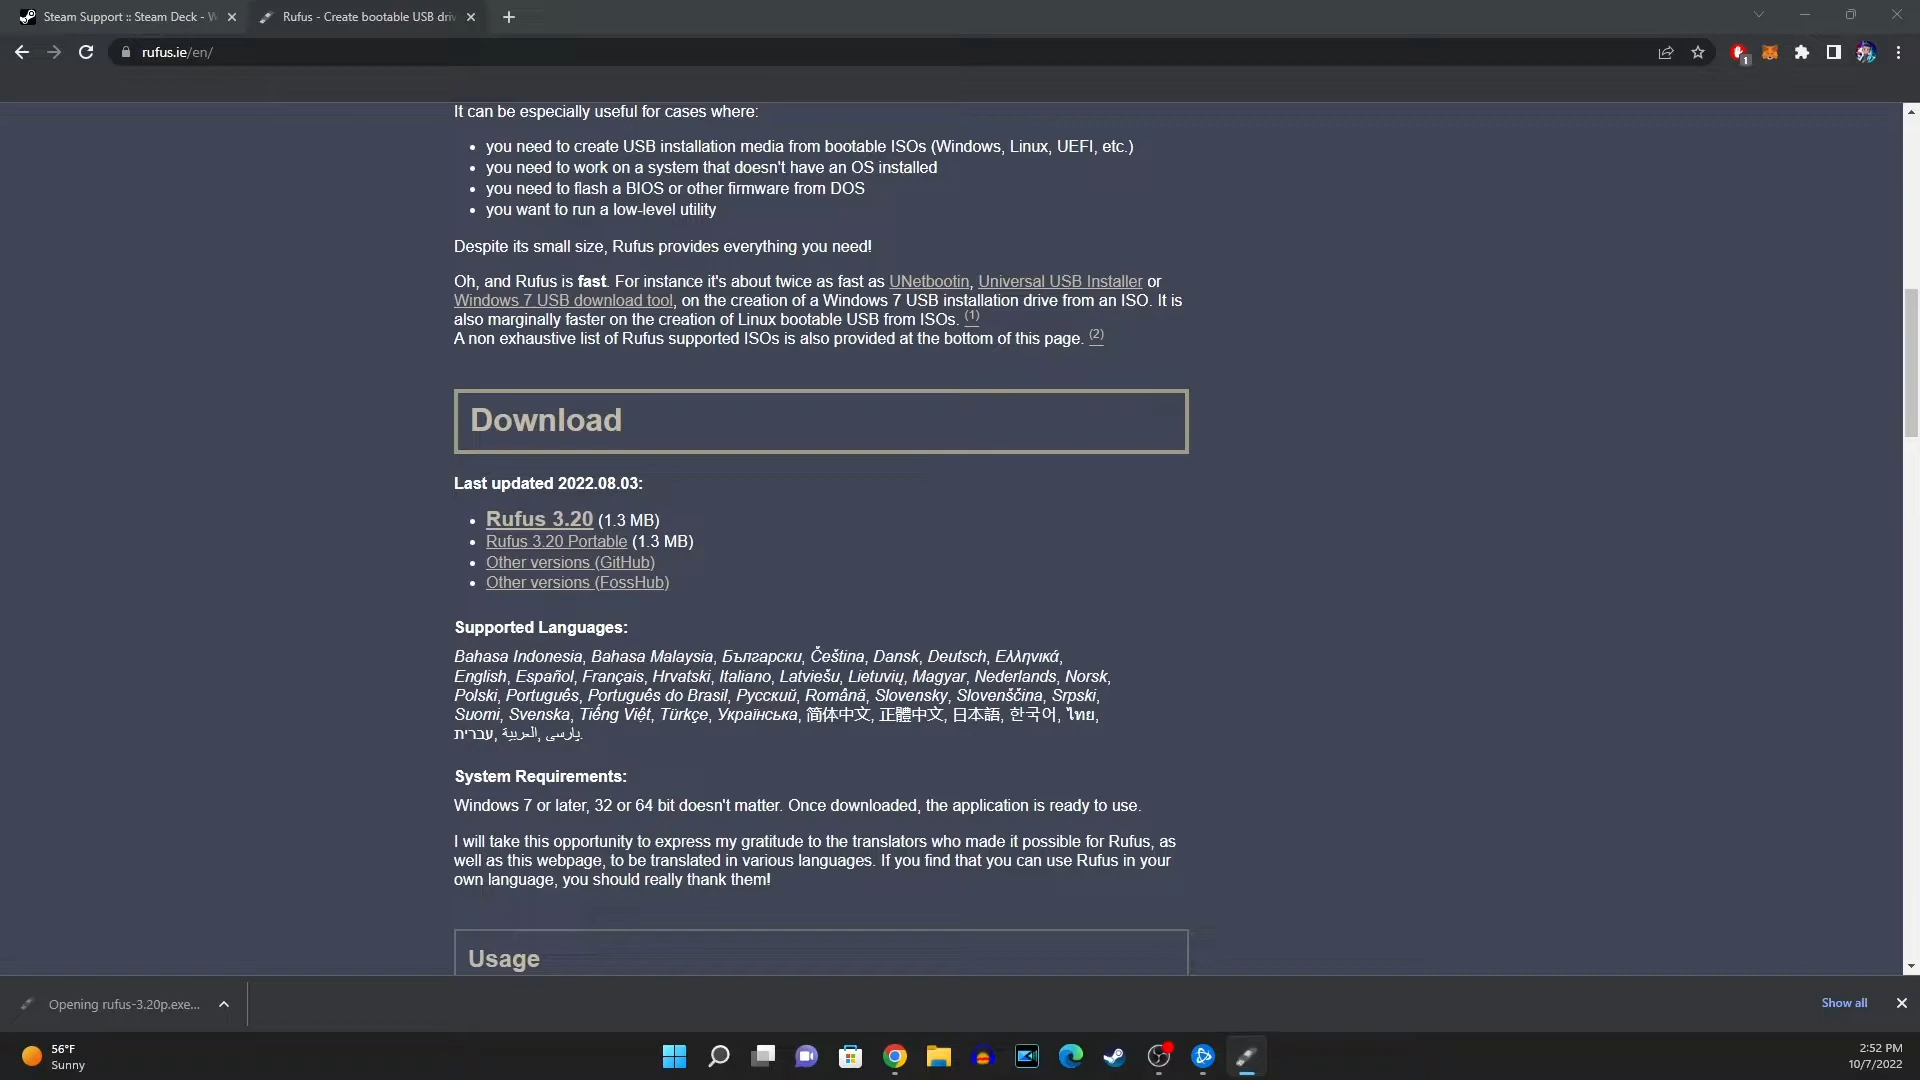 Steam Support :: Steam Deck - W
Rufus - Create bootable USB driv
rufus.ie/en/
1
It can be especially useful for cases where:
you need to create USB installation media from bootable ISOs (Windows, Linux, UEFI, etc.)
you need to work on a system that doesn't have an OS installed
you need to flash a BIOS or other firmware from DOS
you want to run a low-level utility
Despite its small size, Rufus provides everything you need!
Oh, and Rufus is fast. For instance it's about twice as fast as UNetbootin, Universal USB Installer or
Windows 7 USB download tool, on the creation of a Windows 7 USB installation drive from an ISO. It is
also marginally faster on the creation of Linux bootable USB from ISOs. (1)
A non exhaustive list of Rufus supported ISOs is also provided at the bottom of this page. (2)
Download
Last updated 2022.08.03:
Rufus 3.20 (1.3 MB)
Rufus 3.20 Portable (1.3 MB)
Other versions (GitHub)
Other versions (FossHub)
Supported Languages:
Bahasa Indonesia, Bahasa Malaysia, Български, Čeština, Dansk, Deutsch, Ελληνικά,
English, Español, Français, Hrvatski, Italiano, Latviešu, Lietuvių, Magyar, Nederlands, Norsk,
Polski, Português, Português do Brasil, Русский, Română, Slovensky, Slovenščina, Srpski,
Suomi, Svenska, Tiếng Việt, Türkçe, Українська, 简体中文, 正體中文, 日本語, 한국어, ไทย,
עברית, العربية, پارسی.
System Requirements:
Windows 7 or later, 32 or 64 bit doesn't matter. Once downloaded, the application is ready to use.
I will take this opportunity to express my gratitude to the translators who made it possible for Rufus, as
well as this webpage, to be translated in various languages. If you find that you can use Rufus in your
own language, you should really thank them!
Usage
Opening rufus-3.20p.exe...
Show all
56°F
Sunny
2:52 PM
10/7/2022